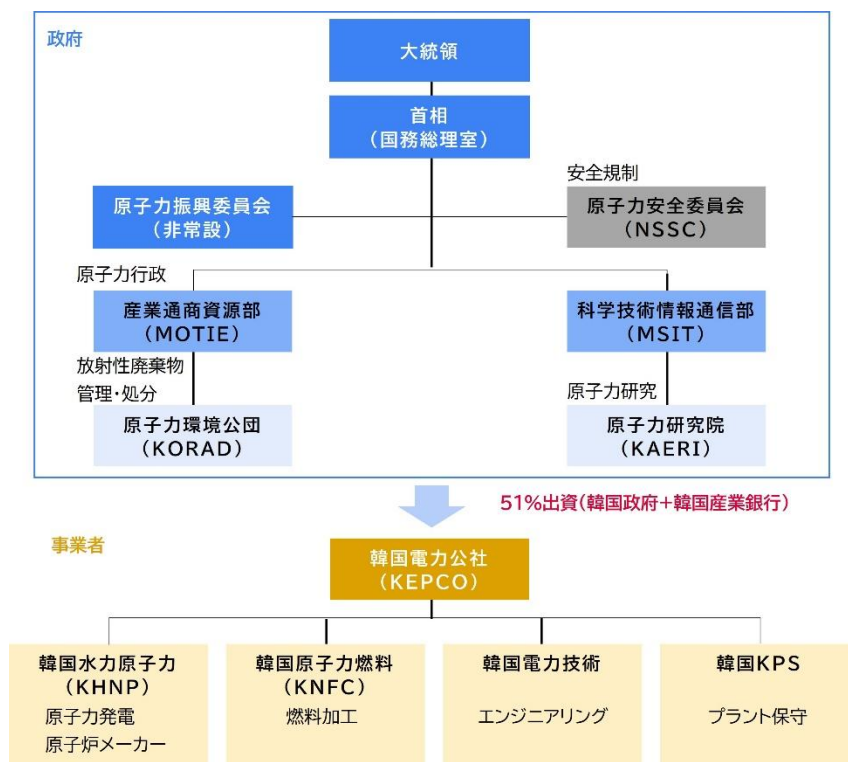 政府
大統領
首相
(国務総理室)
安全規制
原子力振興委員会
(非常設)
原子力安全委員会
(NSSC)
原子力行政
産業通商資源部
(MOTIE)
科学技術情報通信部
(MSIT)
放射性廃棄物
管理・処分
原子力研究
原子力環境公団
(KORAD)
原子力研究院
(KAERI)
51%出資(韓国政府+韓国産業銀行)
事業者
韓国電力公社
(KEPCO)
韓国水力原子力
(KHNP)
原子力発電
原子炉メーカー
韓国原子力燃料
(KNFC)
燃料加工
韓国電力技術
エンジニアリング
韓国KPS
プラント保守